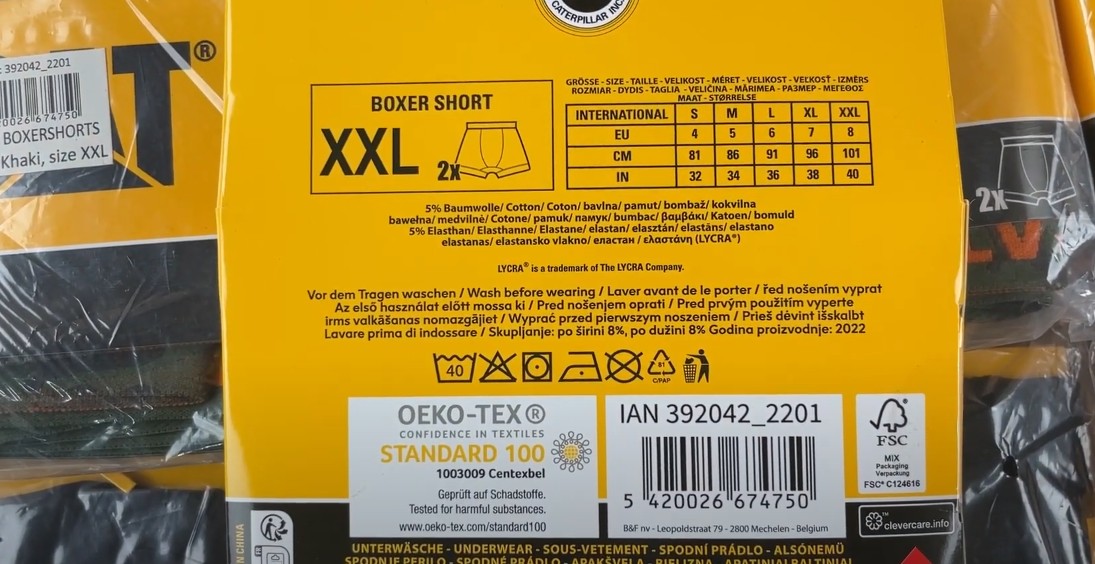 CATERPILLAR INC.
®
392042_2201
BOXERSHORTS
Khaki, size XXL
BOXER SHORT
XXL
2x
GRÖSSE - SIZE - TAILLE - VELIKOST - MÉRET - VELIKOST - VEĽKOSŤ - IZMĒRS
ROZMIAR - DYDIS - TAGLIA - VELIČINA - MĂRIMEA - РАЗМЕР - ΜΕΓΕΘΟΣ
MAAT - STØRRELSE
INTERNATIONAL S M L XL XXL
EU 4 5 6 7 8
CM 81 86 91 96 101
IN 32 34 36 38 40
2x
5% Baumwolle/ Cotton/ Coton/ bavlna/ pamut/ bombaž/ kokvilna
bawełna/ medvilnė/ Cotone/ pamuk/ памук/ bumbac/ βαμβάκι/ Katoen/ bomuld
5% Elasthan/ Elasthanne/ Elastane/ elastan/ elasztán/ elastāns/ elastano
elastanas/ elastansko vlakno/ еластан / ελαστάνη (LYCRA®)
LYCRA® is a trademark of The LYCRA Company.
Vor dem Tragen waschen / Wash before wearing / Laver avant de le porter / řed nošením vyprat
Az első használat előtt mossa ki / Pred nošenjem oprati / Pred prvým použitím vyperte
irms valkāšanas nomazgājiet / Wyprać przed pierwszym noszeniem / Prieš dėvint išskalbt
Lavare prima di indossare / Skupljanje: po širini 8%, po dužini 8% Godina proizvodnje: 2022
40
81
C/PAP
OEKO-TEX®
CONFIDENCE IN TEXTILES
STANDARD 100
1003009 Centexbel
Geprüft auf Schadstoffe.
Tested for harmful substances.
www.oeko-tex.com/standard100
IAN 392042_2201
5 420026 674750
B&F nv - Leopoldstraat 79 - 2800 Mechelen - Belgium
FSC
MIX
Packaging
Verpackung
FSC® C124616
clevercare.info
N CHINA
UNTERWÄSCHE - UNDERWEAR - SOUS-VETEMENT - SPODNÍ PRÁDLO - ALSÓNEMŰ